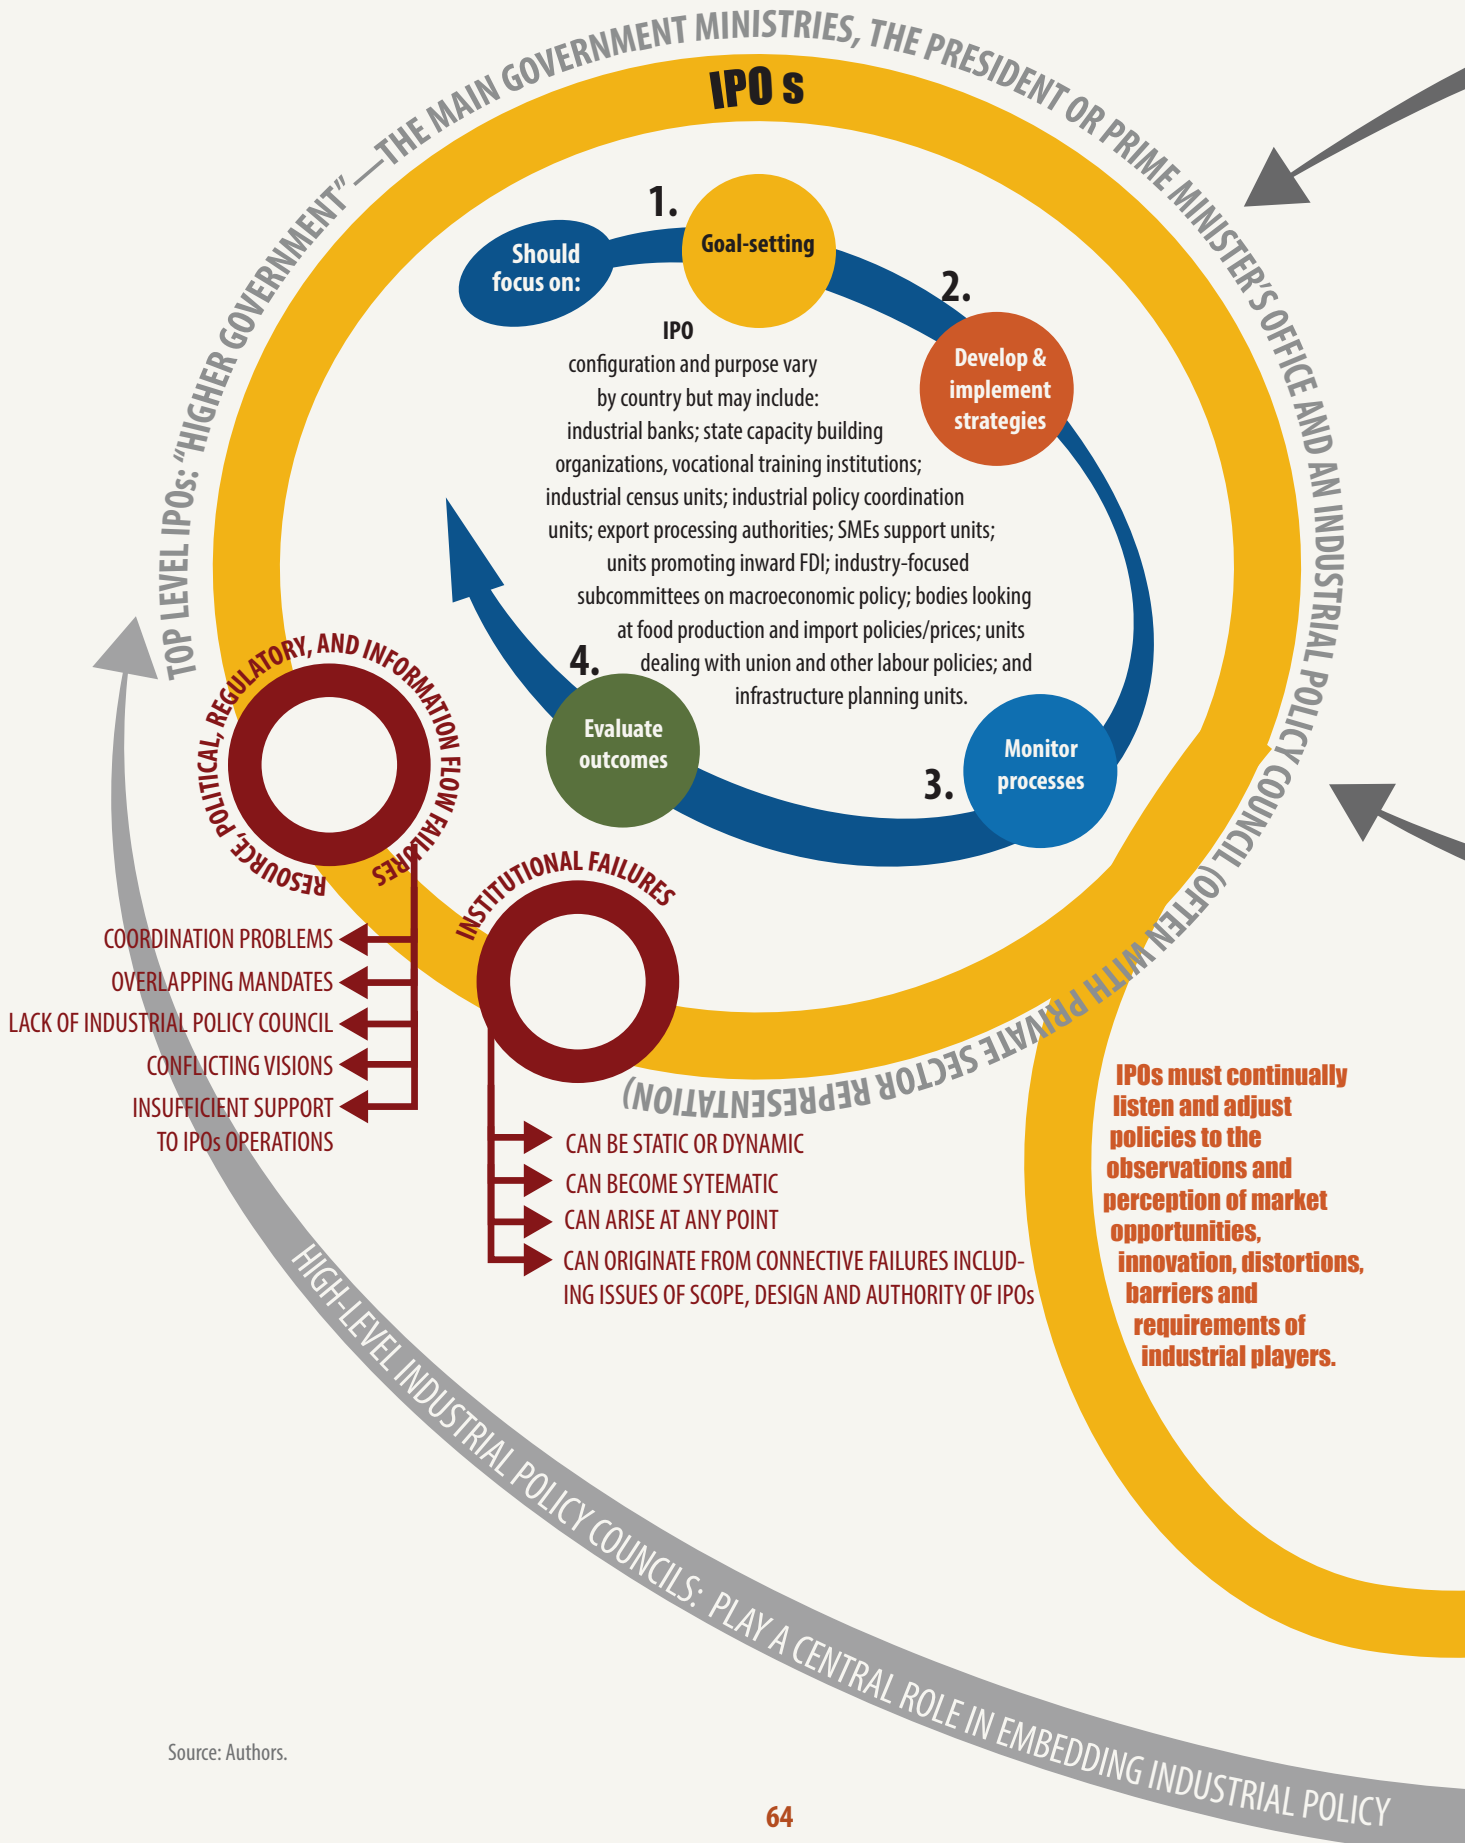 TOP LEVEL IPOs: “HIGHER GOVERNMENT”—THE MAIN GOVERNMENT MINISTRIES, THE PRESIDENT OR PRIME MINISTER’S OFFICE AND AN INDUSTRIAL POLICY COUNCIL (OFTEN WITH PRIVATE SECTOR REPRESENTATION)
IPO s
Should
focus on:
1.
Goal-setting
2.
Develop &
implement
strategies
IPO
configuration and purpose vary
by country but may include:
industrial banks; state capacity building
organizations, vocational training institutions;
industrial census units; industrial policy coordination
units; export processing authorities; SMEs support units;
units promoting inward FDI; industry-focused
subcommittees on macroeconomic policy; bodies looking
at food production and import policies/prices; units
dealing with union and other labour policies; and
infrastructure planning units.
3.
Monitor
processes
4.
Evaluate
outcomes
RESOURCE, POLITICAL, REGULATORY, AND INFORMATION FLOW FAILURES
COORDINATION PROBLEMS
OVERLAPPING MANDATES
LACK OF INDUSTRIAL POLICY COUNCIL
CONFLICTING VISIONS
INSUFFICIENT SUPPORT
TO IPOs OPERATIONS
INSTITUTIONAL FAILURES
CAN BE STATIC OR DYNAMIC
CAN BECOME SYTEMATIC
CAN ARISE AT ANY POINT
CAN ORIGINATE FROM CONNECTIVE FAILURES INCLUD-
ING ISSUES OF SCOPE, DESIGN AND AUTHORITY OF IPOs
IPOs must continually
listen and adjust
policies to the
observations and
perception of market
opportunities,
innovation, distortions,
barriers and
requirements of
industrial players.
HIGH-LEVEL INDUSTRIAL POLICY COUNCILS: PLAY A CENTRAL ROLE IN EMBEDDING INDUSTRIAL POLICY
Source: Authors.
64